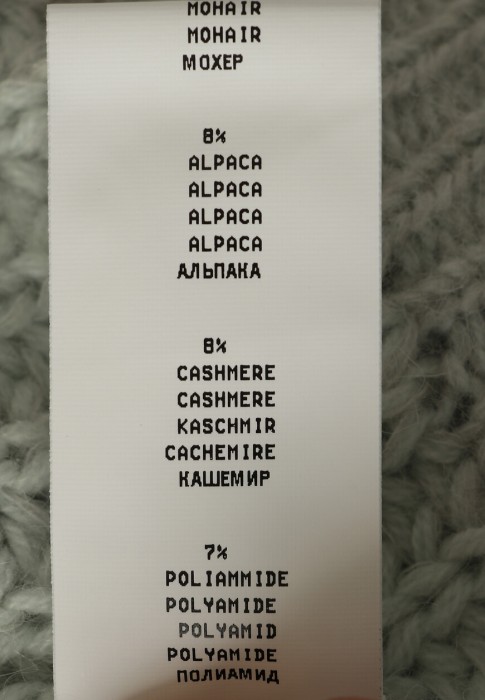 MOHAIR
MOHAIR
МОХЕР
8%
ALPACA
ALPACA
ALPACA
ALPACA
АЛЬПАКА
8%
CASHMERE
CASHMERE
KASCHMIR
CACHEMIRE
КАШЕМИР
7%
POLIAMMIDE
POLYAMIDE
POLYAMID
POLYAMIDE
ПОЛИАМИД